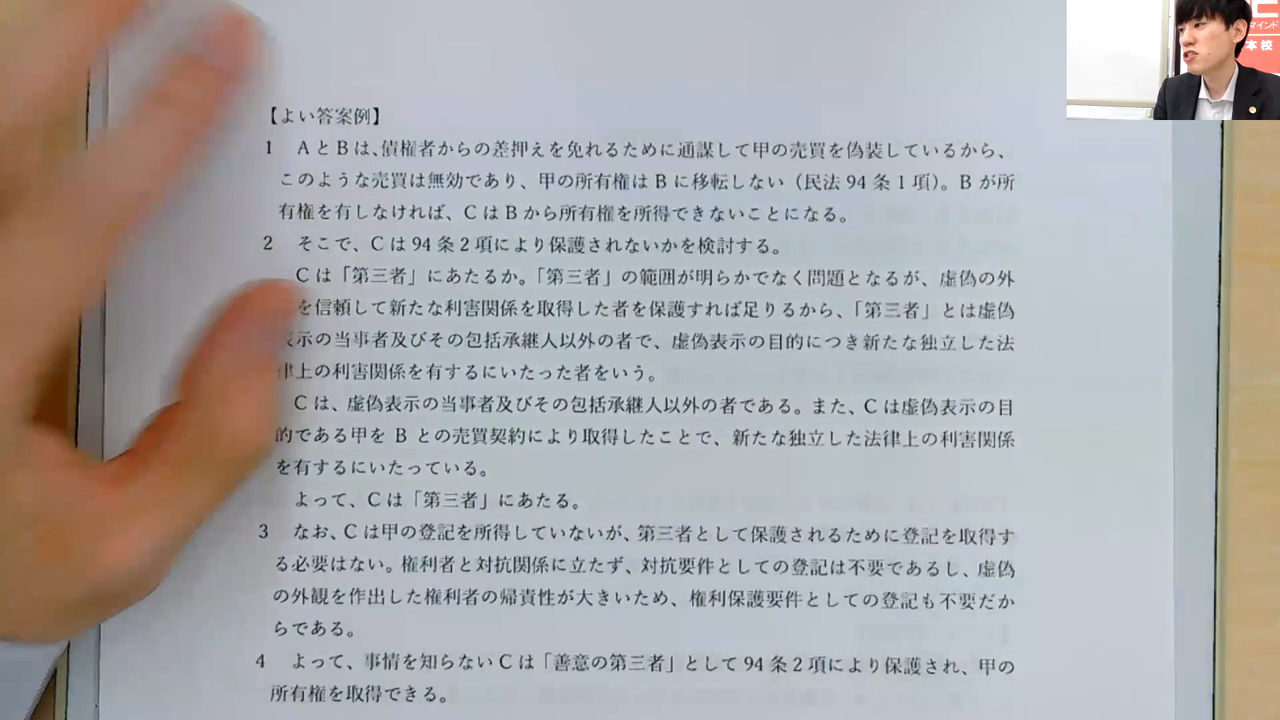 マインド
本校
【よい答案例】
1 AとBは、債権者からの差押えを免れるために通謀して甲の売買を偽装しているから、
このような売買は無効であり、甲の所有権はBに移転しない（民法94条1項）。Bが所
有権を有しなければ、CはBから所有権を所得できないことになる。
2 そこで、Cは94条2項により保護されないかを検討する。
Cは「第三者」にあたるか。「第三者」の範囲が明らかでなく問題となるが、虚偽の外
を信頼して新たな利害関係を取得した者を保護すれば足りるから、「第三者」とは虚偽
表示の当事者及びその包括承継人以外の者で、虚偽表示の目的につき新たな独立した法
律上の利害関係を有するにいたった者をいう。
Cは、虚偽表示の当事者及びその包括承継人以外の者である。また、Cは虚偽表示の目
的である甲をBとの売買契約により取得したことで、新たな独立した法律上の利害関係
を有するにいたっている。
よって、Cは「第三者」にあたる。
3 なお、Cは甲の登記を所得していないが、第三者として保護されるために登記を取得す
る必要はない。権利者と対抗関係に立たず、対抗要件としての登記は不要であるし、虚偽
の外観を作出した権利者の帰責性が大きいため、権利保護要件としての登記も不要だか
らである。
4 よって、事情を知らないCは「善意の第三者」として94条2項により保護され、甲の
所有権を取得できる。